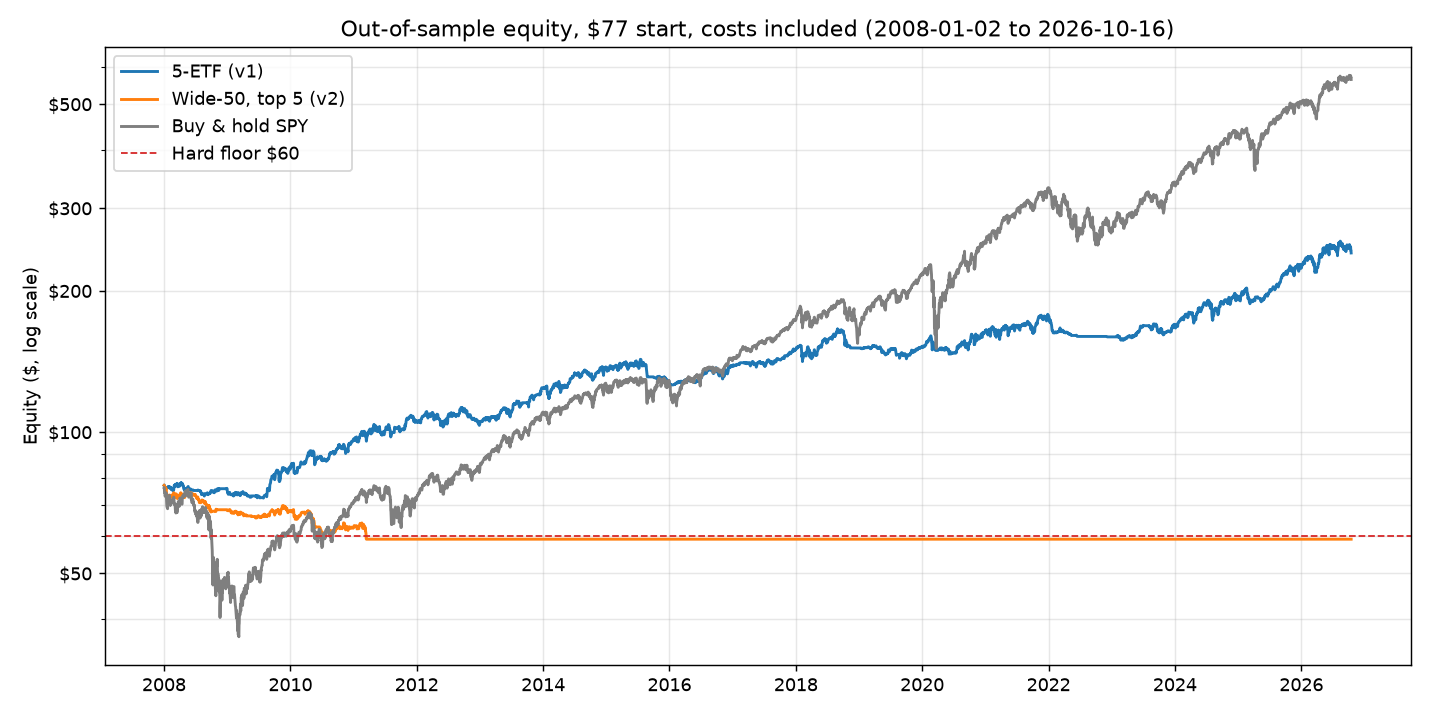 Out-of-sample equity, $77 start, costs included (2008-01-02 to 2026-10-16)
5-ETF (v1)
Wide-50, top 5 (v2)
Buy & hold SPY
Hard floor $60
Equity ($, log scale)
$500
$300
$200
$100
$50
2008 2010 2012 2014 2016 2018 2020 2022 2024 2026